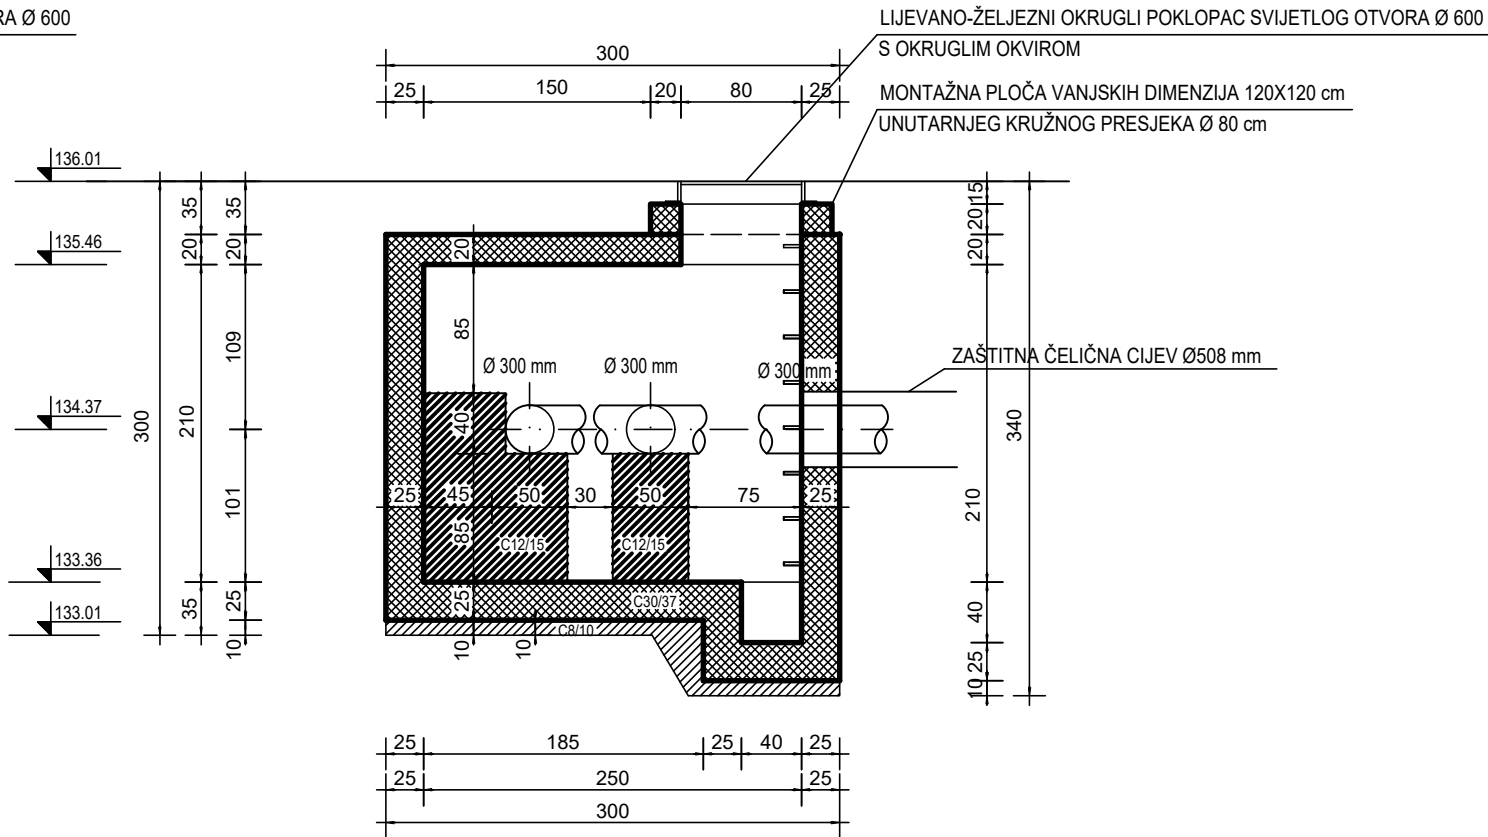 RA Ø 600
LIJEVANO-ŽELJEZNI OKRUGLI POKLOPAC SVIJETLOG OTVORA Ø 600
S OKRUGLIM OKVIROM
300
25 150 20 80 25
MONTAŽNA PLOČA VANJSKIH DIMENZIJA 120X120 cm
UNUTARNJEG KRUŽNOG PRESJEKA Ø 80 cm
136.01
35 35 15
20
135.46
20 20 20 20
109
85
ZAŠTITNA ČELIČNA CIJEV Ø508 mm
Ø 300 mm Ø 300 mm Ø 300 mm
134.37
300 210 40 340
25 45 50 30 50 75 25
101 210
85 C12/15 C12/15
133.36
35 25 25 C30/37 40
133.01
10 10 10 C8/10 25
10
25 185 25 40 25
25 250 25
300